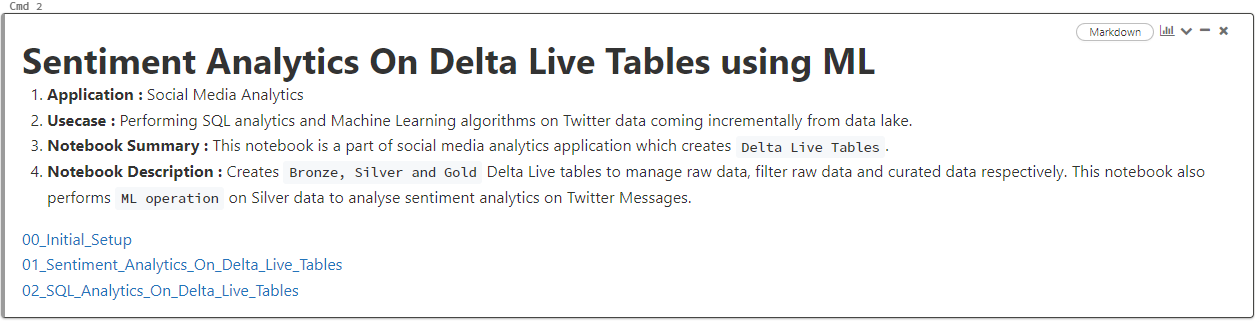 Cmd 2
Markdown
Sentiment Analytics On Delta Live Tables using ML
1. Application : Social Media Analytics
2. Usecase : Performing SQL analytics and Machine Learning algorithms on Twitter data coming incrementally from data lake.
3. Notebook Summary : This notebook is a part of social media analytics application which creates Delta Live Tables .
4. Notebook Description : Creates Bronze, Silver and Gold Delta Live tables to manage raw data, filter raw data and curated data respectively. This notebook also
performs ML operation on Silver data to analyse sentiment analytics on Twitter Messages.
00_Initial_Setup
01_Sentiment_Analytics_On_Delta_Live_Tables
02_SQL_Analytics_On_Delta_Live_Tables